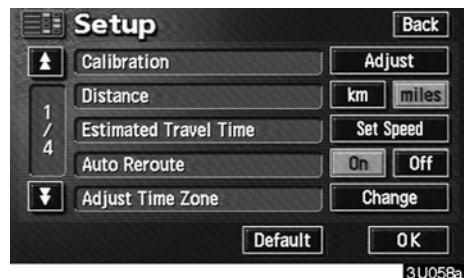 Setup Back
Calibration Adjust
Distance km miles
1/4
Estimated Travel Time Set Speed
Auto Reroute On Off
Adjust Time Zone Change
Default OK
3U058a